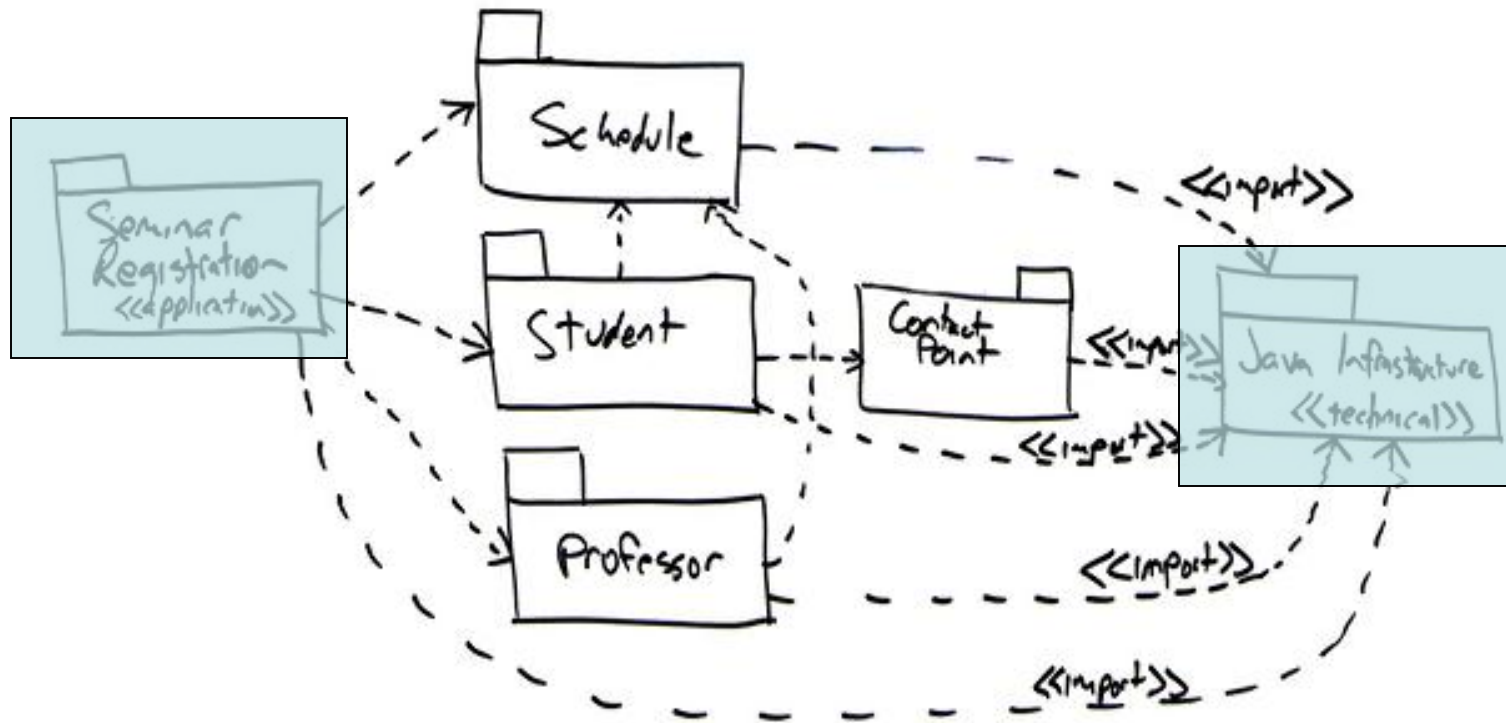 Schedule
<<import>>
Seminar
Registration
<<application>>
Student
Contact
Point
<<import>>
Java Infrastructure
<<technical>>
<<import>>
Professor
<<import>>
<<import>>